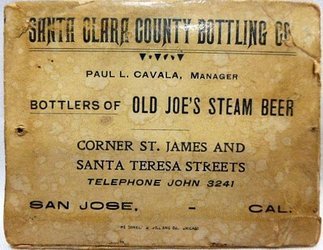 SANTA CLARA COUNTY BOTTLING CO
PAUL L. CAVALA, MANAGER
BOTTLERS OF OLD JOE'S STEAM BEER
CORNER ST. JAMES AND
SANTA TERESA STREETS
TELEPHONE JOHN 3241
SAN JOSE, - CAL.